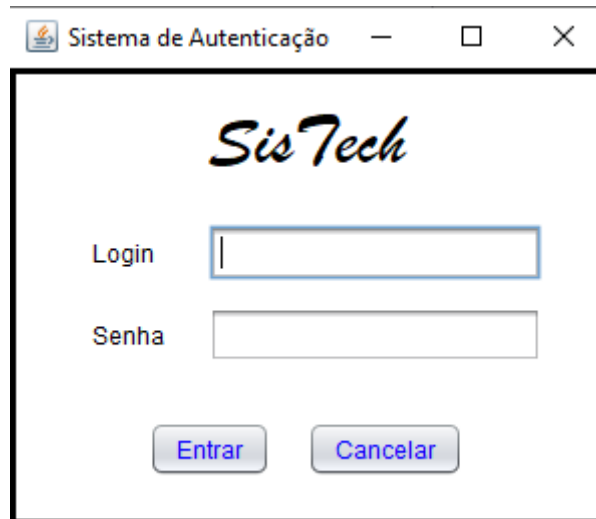 Sistema de Autenticação
SisTech
Login
Senha
Entrar Cancelar